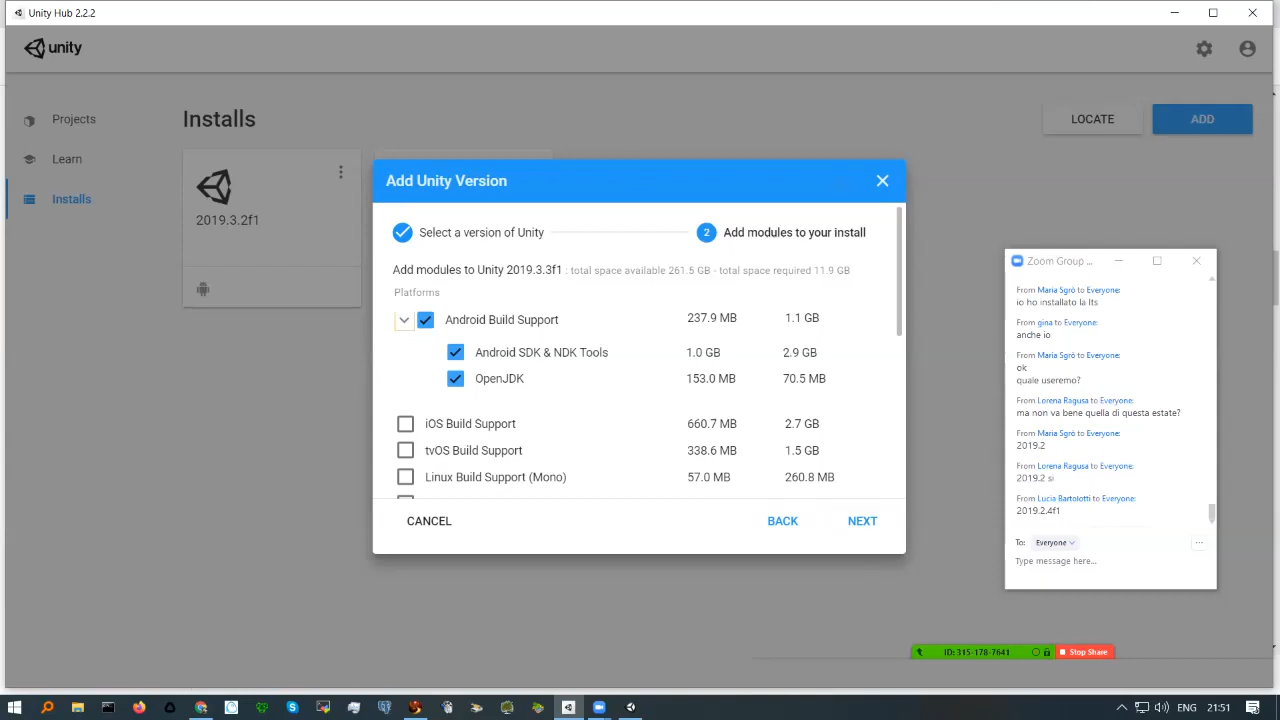 Unity Hub 2.2.2
unity
Projects
Learn
Installs
Installs
LOCATE
ADD
2019.3.2f1
Add Unity Version
Select a version of Unity
2
Add modules to your install
Add modules to Unity 2019.3.3f1 : total space available 261.5 GB - total space required 11.9 GB
Platforms
Android Build Support 237.9 MB 1.1 GB
Android SDK & NDK Tools 1.0 GB 2.9 GB
OpenJDK 153.0 MB 70.5 MB
iOS Build Support 660.7 MB 2.7 GB
tvOS Build Support 338.6 MB 1.5 GB
Linux Build Support (Mono) 57.0 MB 260.8 MB
CANCEL
BACK
NEXT
Zoom Group ...
From Maria Sgrò to Everyone:
io ho installato la lts
From gina to Everyone:
anche io
From Maria Sgrò to Everyone:
ok
quale useremo?
From Lorena Ragusa to Everyone:
ma non va bene quella di questa estate?
From Maria Sgrò to Everyone:
2019.2
From Lorena Ragusa to Everyone:
2019.2 si
From Lucia Bartolotti to Everyone:
2019.2.4f1
To: Everyone
Type message here...
ID: 315-178-7641
Stop Share
ENG
21:51